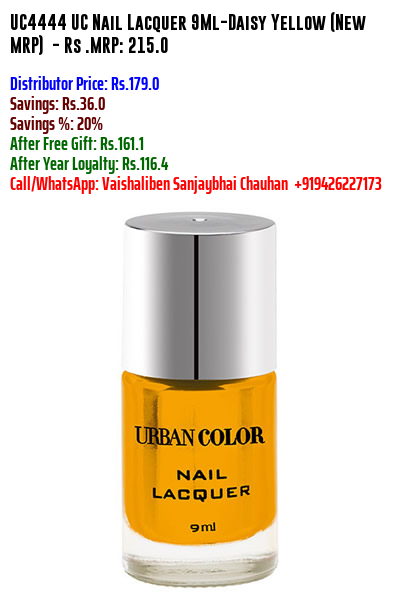 UC4444 UC Nail Lacquer 9Ml-Daisy Yellow (New
MRP) - Rs .MRP: 215.0
Distributor Price: Rs.179.0
Savings: Rs.36.0
Savings %: 20%
After Free Gift: Rs.161.1
After Year Loyalty: Rs.116.4
Call/WhatsApp: Vaishaliben Sanjaybhai Chauhan +919426227173
URBAN COLOR
NAIL
LACQUER
9 ml